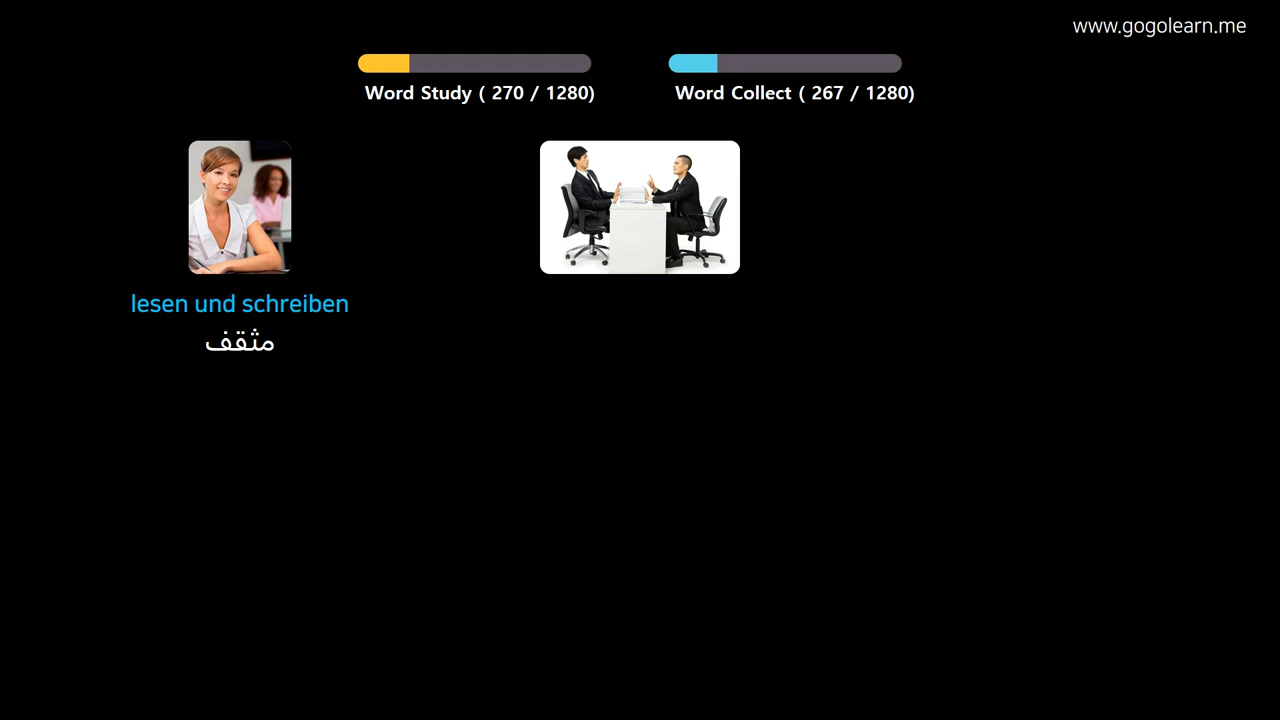 www.gogolearn.me
Word Study ( 270 / 1280)
Word Collect ( 267 / 1280)
lesen und schreiben
مثقف